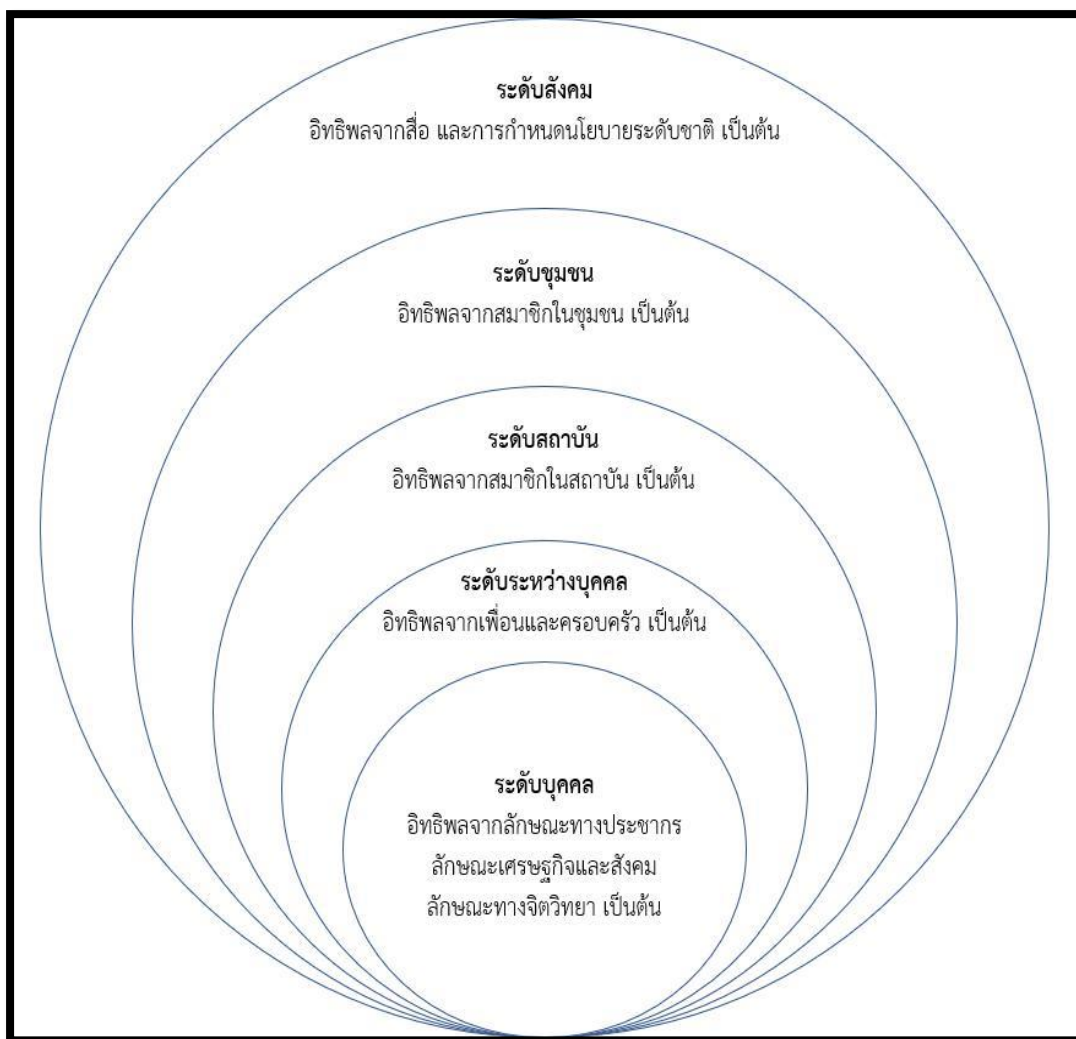 ระดับสังคม
อิทธิพลจากสื่อ และการกำหนดนโยบายระดับชาติ เป็นต้น
ระดับชุมชน
อิทธิพลจากสมาชิกในชุมชน เป็นต้น
ระดับสถาบัน
อิทธิพลจากสมาชิกในสถาบัน เป็นต้น
ระดับระหว่างบุคคล
อิทธิพลจากเพื่อนและครอบครัว เป็นต้น
ระดับบุคคล
อิทธิพลจากลักษณะทางประชากร
ลักษณะเศรษฐกิจและสังคม
ลักษณะทางจิตวิทยา เป็นต้น